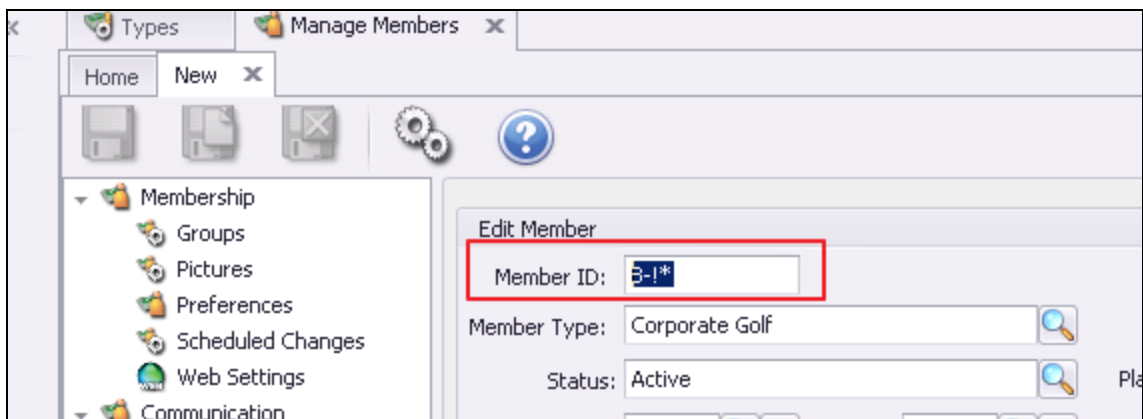 Types
Manage Members
Home
New
Membership
Groups
Pictures
Preferences
Scheduled Changes
Web Settings
Communication
Edit Member
Member ID: 3-!*
Member Type: Corporate Golf
Status: Active